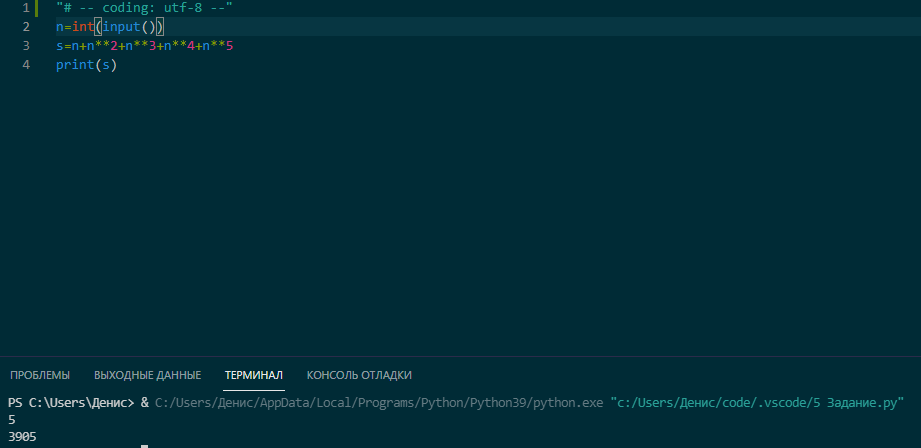 1 "# -- coding: utf-8 --"
2 n=int(input())
3 s=n+n**2+n**3+n**4+n**5
4 print(s)
ПРОБЛЕМЫ ВЫХОДНЫЕ ДАННЫЕ ТЕРМИНАЛ КОНСОЛЬ ОТЛАДКИ
PS C:\Users\Денис> & C:/Users/Денис/AppData/Local/Programs/Python/Python39/python.exe "c:/Users/Денис/code/.vscode/5 Задание.py"
5
3905